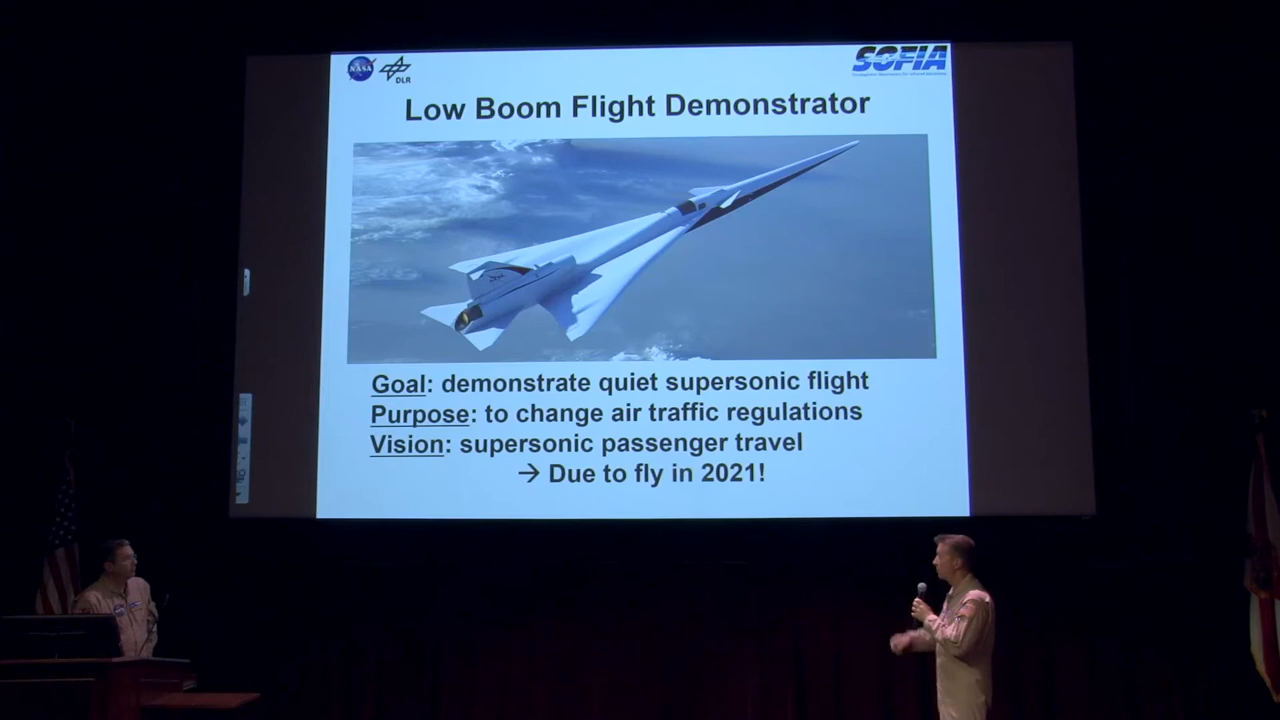 NASA
DLR
SOFIA
Low Boom Flight Demonstrator
Goal: demonstrate quiet supersonic flight
Purpose: to change air traffic regulations
Vision: supersonic passenger travel
→ Due to fly in 2021!